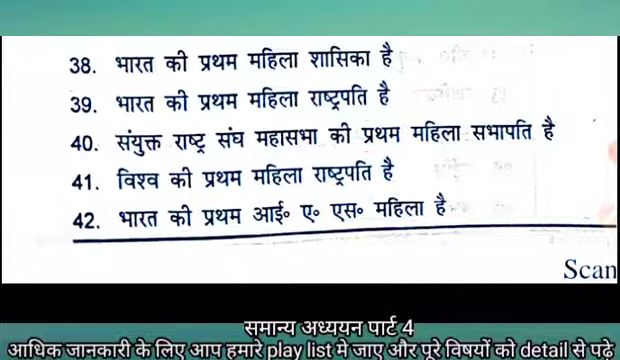 38. भारत की प्रथम महिला शासिका है
39. भारत की प्रथम महिला राष्ट्रपति है
40. संयुक्त राष्ट्र संघ महासभा की प्रथम महिला सभापति है
41. विश्व की प्रथम महिला राष्ट्रपति है
42. भारत की प्रथम आई॰ ए॰ एस॰ महिला है
Scan
समान्य अध्ययन पार्ट 4
आधिक जानकारी के लिए आप हमारे play list मे जाए और पूरे विषयों को detail से पढ़े